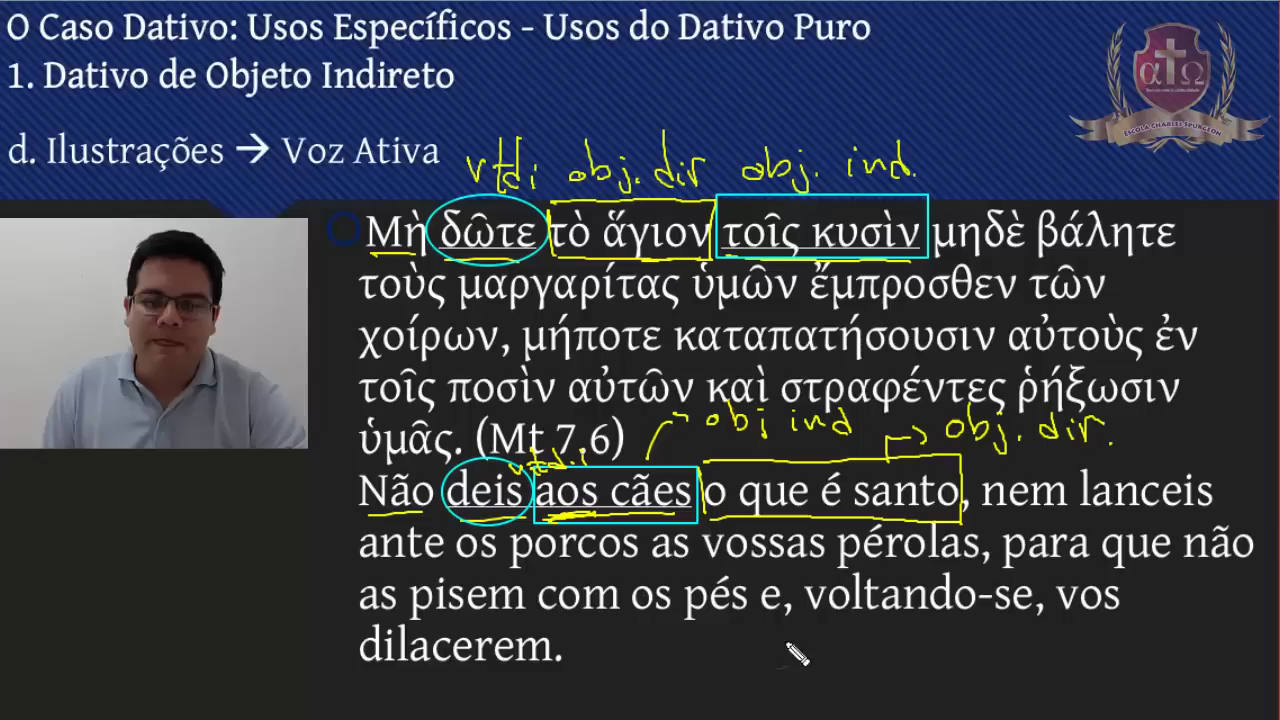 O Caso Dativo: Usos Específicos - Usos do Dativo Puro
1. Dativo de Objeto Indireto
d. Ilustrações → Voz Ativa
vtdi obj. dir obj. ind.
Μὴ δῶτε τὸ ἅγιον τοῖς κυσὶν μηδὲ βάλητε
τοὺς μαργαρίτας ὑμῶν ἔμπροσθεν τῶν
χοίρων, μήποτε καταπατήσουσιν αὐτοὺς ἐν
τοῖς ποσὶν αὐτῶν καὶ στραφέντες ῥήξωσιν
obj ind obj. dir.
ὑμᾶς. (Mt 7.6)
v.t.d.i
Não deis aos cães o que é santo, nem lanceis
ante os porcos as vossas pérolas, para que não
as pisem com os pés e, voltando-se, vos
dilacerem.
α Ω
ESCOLA CHARLES SPURGEON